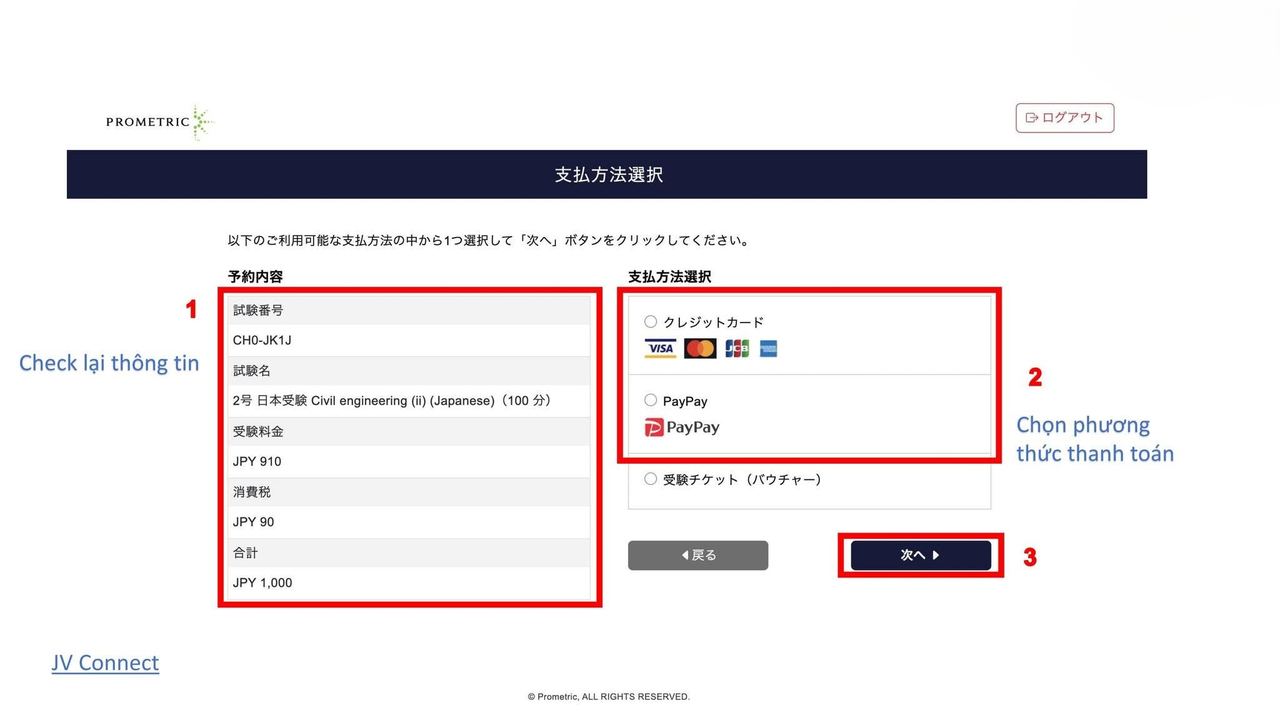 PROMETRIC
ログアウト
支払方法選択
以下のご利用可能な支払方法の中から1つ選択して「次へ」ボタンをクリックしてください。
予約内容
1
Check lại thông tin
試験番号
CH0-JK1J
試験名
2号 日本受験 Civil engineering (ii) (Japanese)（100 分）
受験料金
JPY 910
消費税
JPY 90
合計
JPY 1,000
支払方法選択
クレジットカード
VISA
JCB
PayPay
PayPay
2
Chọn phương
thức thanh toán
受験チケット（バウチャー）
戻る
次へ
3
JV Connect
© Prometric, ALL RIGHTS RESERVED.